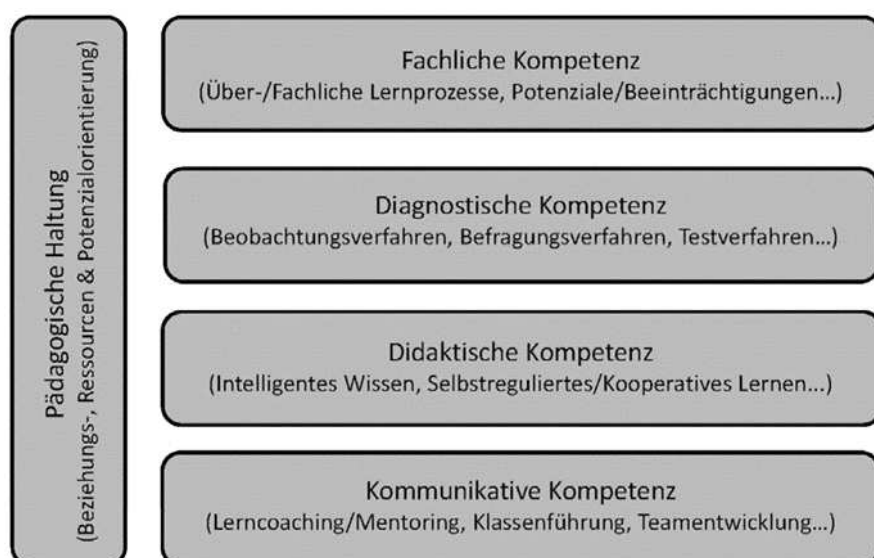 Pädagogische Haltung
(Beziehungs-, Ressourcen & Potenzialorientierung)
Fachliche Kompetenz
(Über-/Fachliche Lernprozesse, Potenziale/Beeinträchtigungen...)
Diagnostische Kompetenz
(Beobachtungsverfahren, Befragungsverfahren, Testverfahren...)
Didaktische Kompetenz
(Intelligentes Wissen, Selbstreguliertes/Kooperatives Lernen...)
Kommunikative Kompetenz
(Lerncoaching/Mentoring, Klassenführung, Teamentwicklung...)